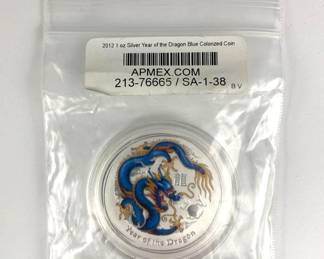 2012 1 oz Silver Year of the Dragon Blue Colorized Coin
APMEX.COM
213-76665 / SA-1-38
B V
龍
Year of the Dragon